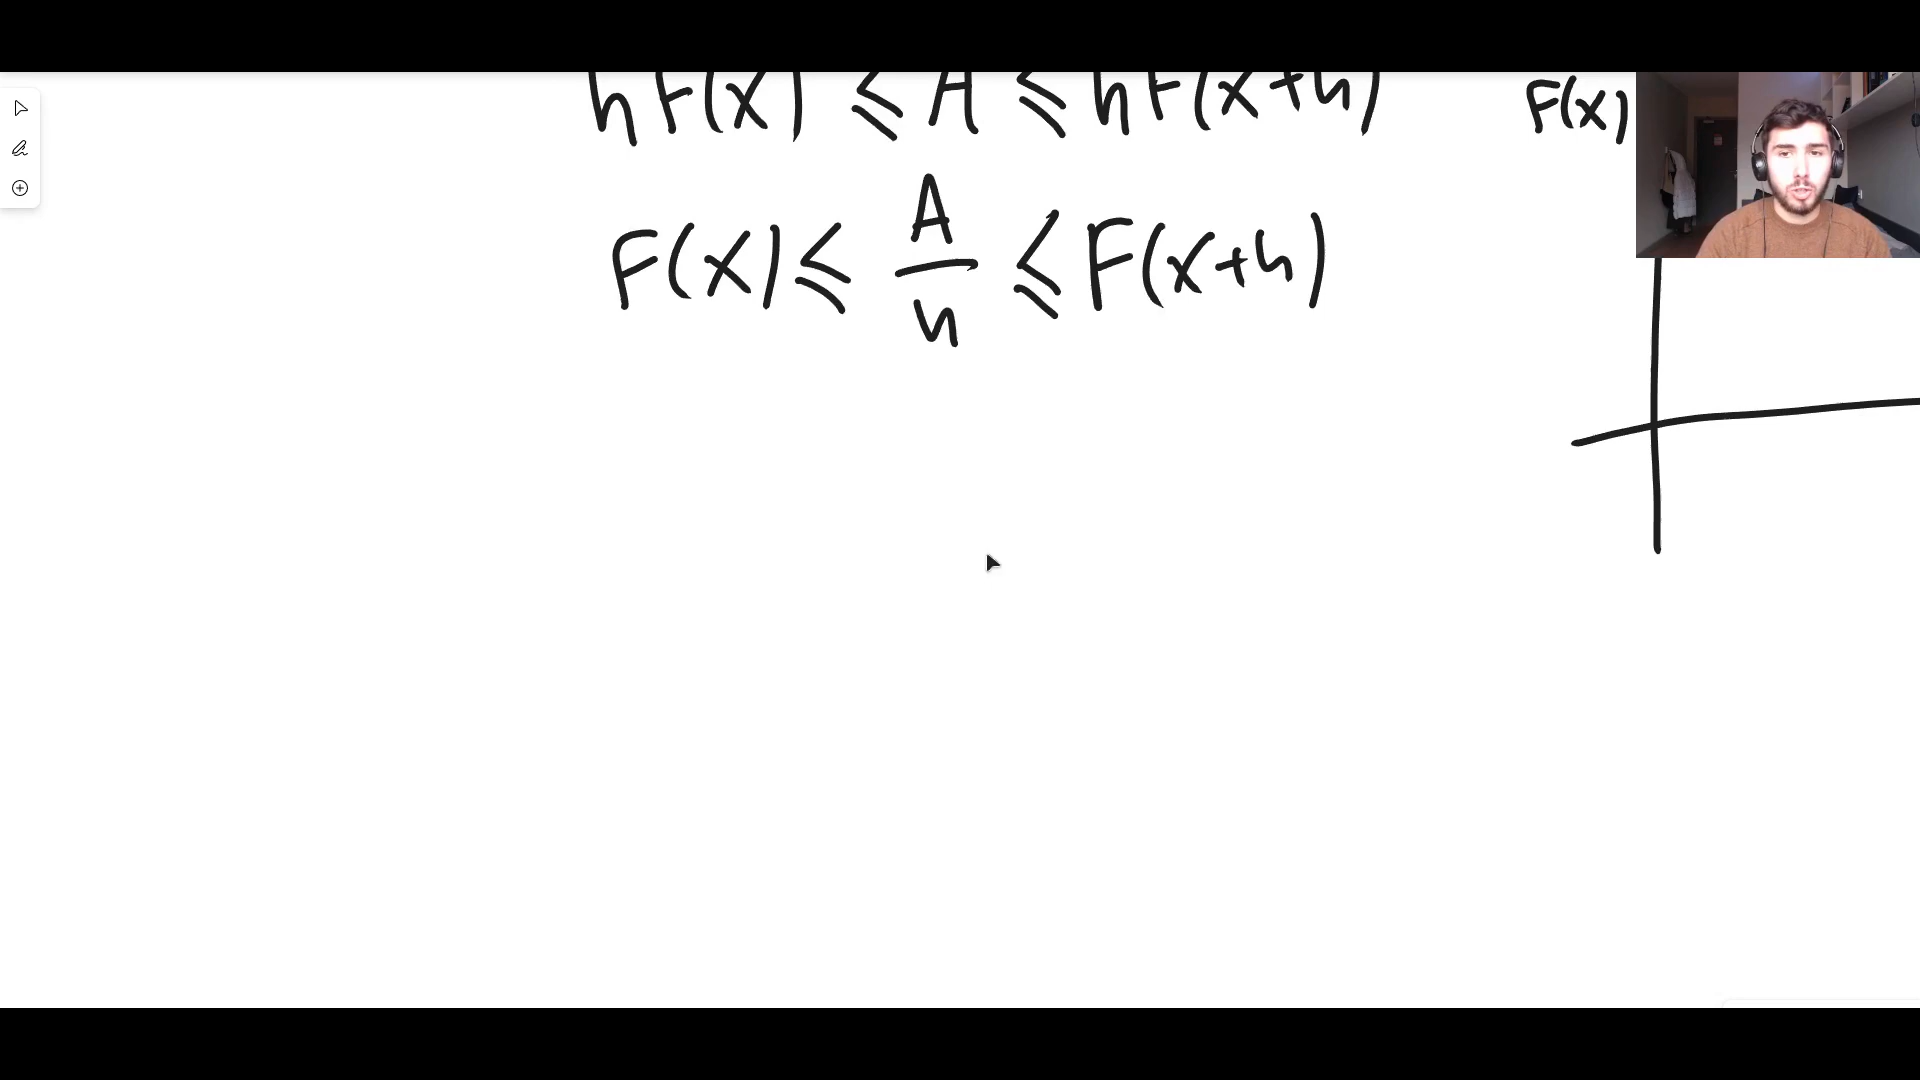 hF(x) ⩽ A ⩽ hF(x+h)
F(x)
F(x) ⩽ A/h ⩽ F(x+h)